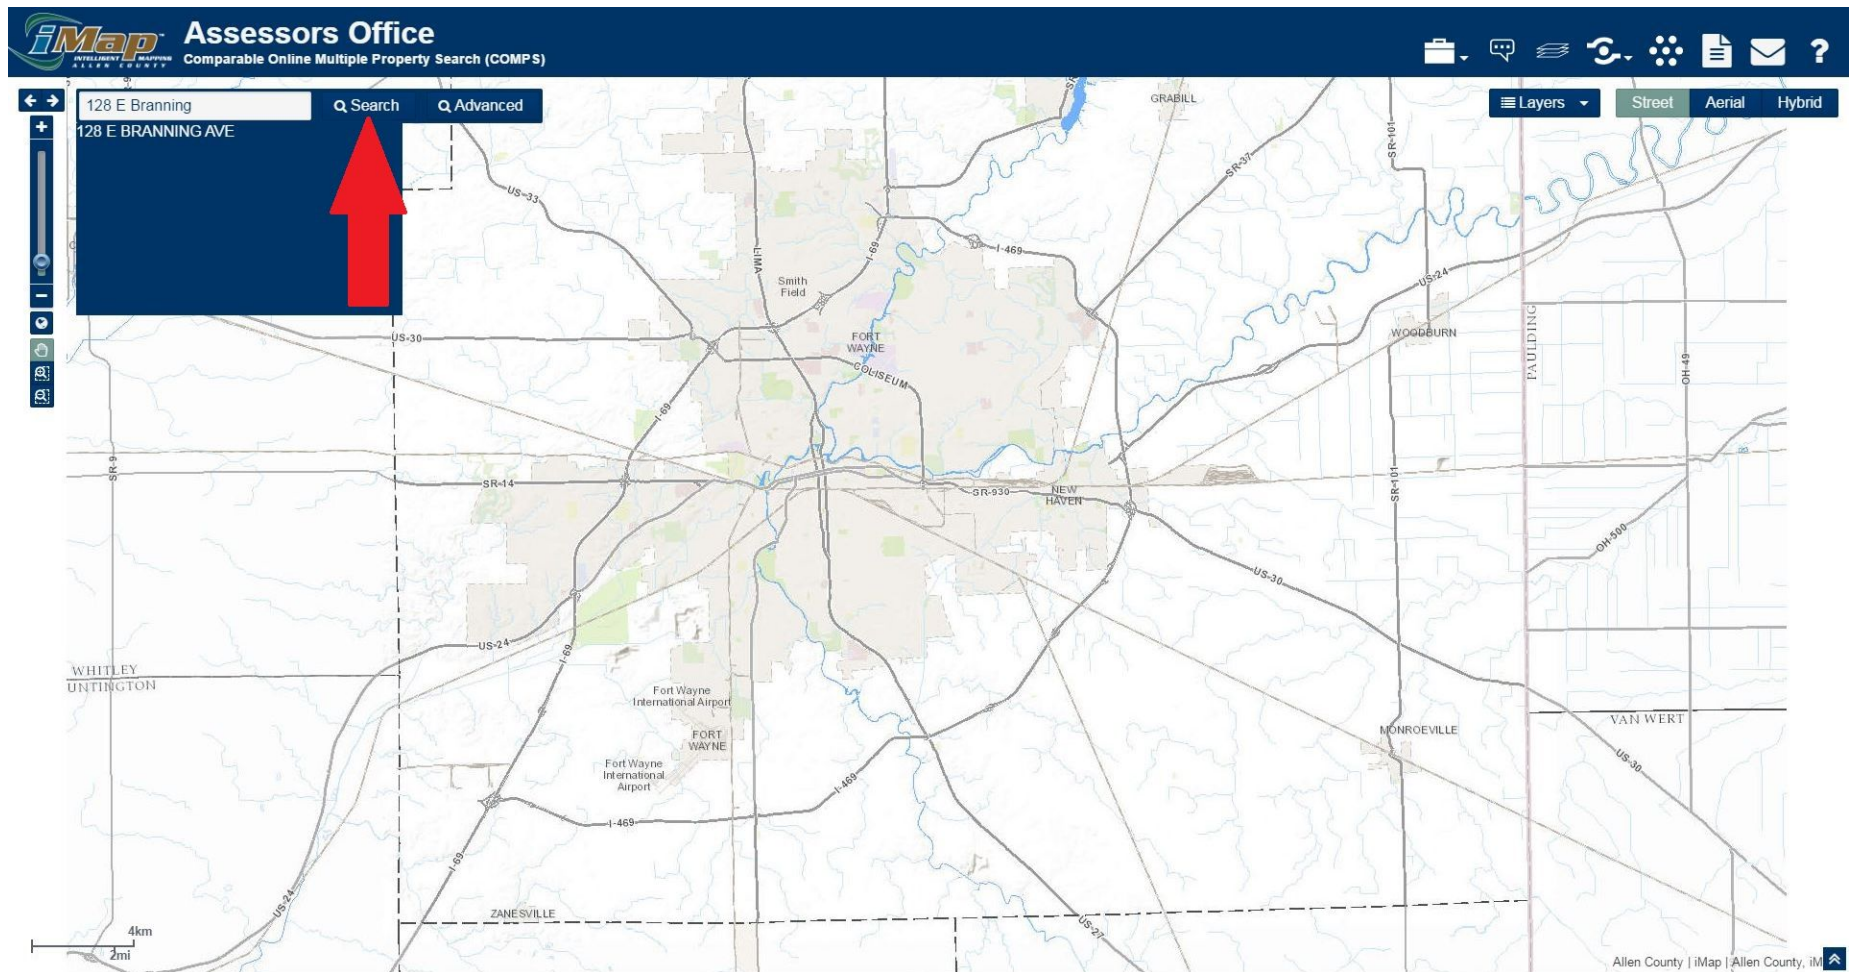 iMap
INTELLIGENT MAPPING
ALLEN COUNTY
Assessors Office
Comparable Online Multiple Property Search (COMPS)
?
128 E Branning
Search
Advanced
128 E BRANNING AVE
Layers
Street
Aerial
Hybrid
GRABILL
SR-101
SR-37
US-33
LIMA
I-69
I-469
US-24
Smith
Field
FORT
WAYNE
US-30
WOODBURN
PAULDING
COLISEUM
OH-49
I-69
SR-9
SR-14
SR-930
NEW
HAVEN
SR-101
OH-500
US-30
US-24
I-69
WHITLEY
UNTINGTON
Fort Wayne
International Airport
VAN WERT
FORT
WAYNE
MONROEVILLE
Fort Wayne
International
Airport
US-30
I-469
I-469
I-69
US-24
ZANESVILLE
US-27
4km
2mi
Allen County | iMap | Allen County, iM